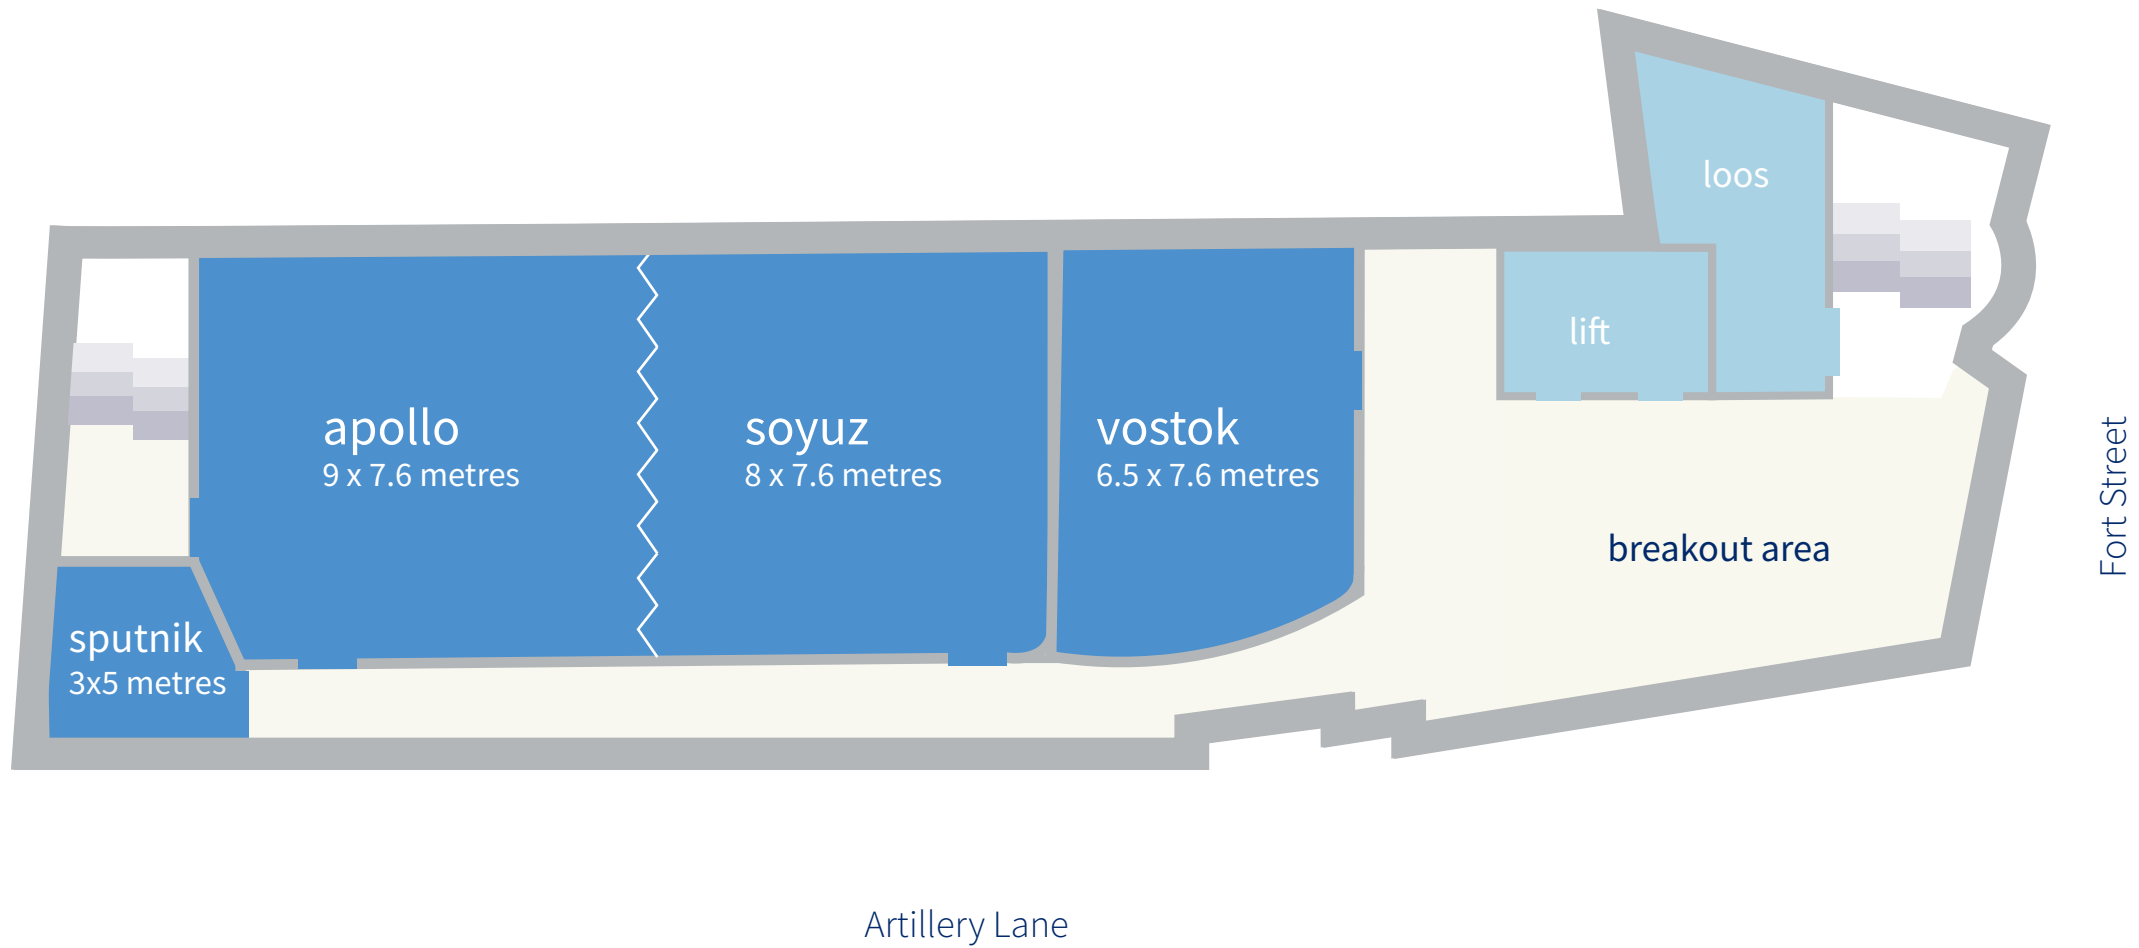 loos
lift
apollo
9 x 7.6 metres
soyuz
8 x 7.6 metres
vostok
6.5 x 7.6 metres
breakout area
sputnik
3x5 metres
Fort Street
Artillery Lane